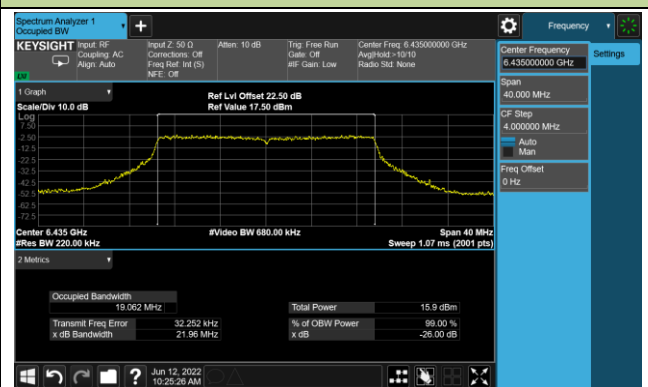 Spectrum Analyzer 1
Occupied BW
Frequency
KEYSIGHT Input: RF Input Z: 50 Ω Atten: 10 dB Trig: Free Run Center Freq: 6.435000000 GHz
Coupling: AC Corrections: Off Gate: Off Avg|Hold:>10/10
Align: Auto Freq Ref: Int (S) #IF Gain: Low Radio Std: None
NFE: Off
Center Frequency
6.435000000 GHz
Settings
Span
40.000 MHz
CF Step
4.000000 MHz
Auto
Man
Freq Offset
0 Hz
1 Graph
Ref Lvl Offset 22.50 dB
Scale/Div 10.0 dB Ref Value 17.50 dBm
Log
7.50
-2.50
-12.5
-22.5
-32.5
-42.5
-52.5
-62.5
-72.5
Center 6.435 GHz #Video BW 680.00 kHz Span 40 MHz
#Res BW 220.00 kHz Sweep 1.07 ms (2001 pts)
2 Metrics
Occupied Bandwidth
19.062 MHz Total Power 15.9 dBm
Transmit Freq Error 32.252 kHz % of OBW Power 99.00 %
x dB Bandwidth 21.96 MHz x dB -26.00 dB
? Jun 12, 2022
10:25:26 AM